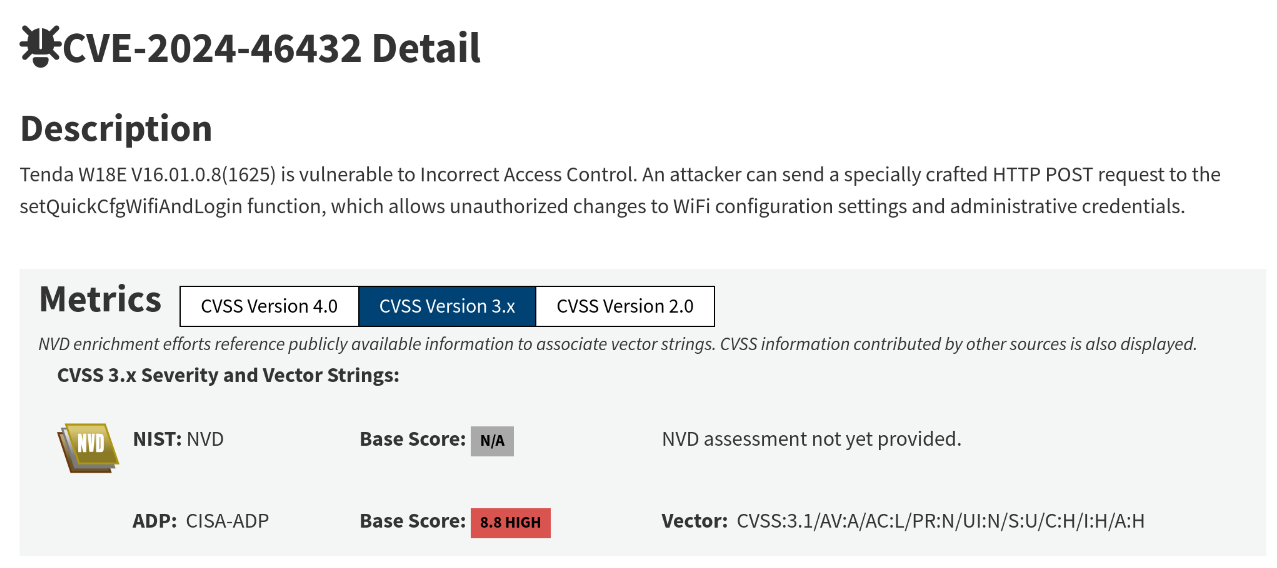 CVE-2024-46432 Detail
Description
Tenda W18E V16.01.0.8(1625) is vulnerable to Incorrect Access Control. An attacker can send a specially crafted HTTP POST request to the
setQuickCfgWifiAndLogin function, which allows unauthorized changes to WiFi configuration settings and administrative credentials.
Metrics CVSS Version 4.0 CVSS Version 3.x CVSS Version 2.0
NVD enrichment efforts reference publicly available information to associate vector strings. CVSS information contributed by other sources is also displayed.
CVSS 3.x Severity and Vector Strings:
NVD NIST: NVD Base Score: N/A NVD assessment not yet provided.
ADP: CISA-ADP Base Score: 8.8 HIGH Vector: CVSS:3.1/AV:A/AC:L/PR:N/UI:N/S:U/C:H/I:H/A:H